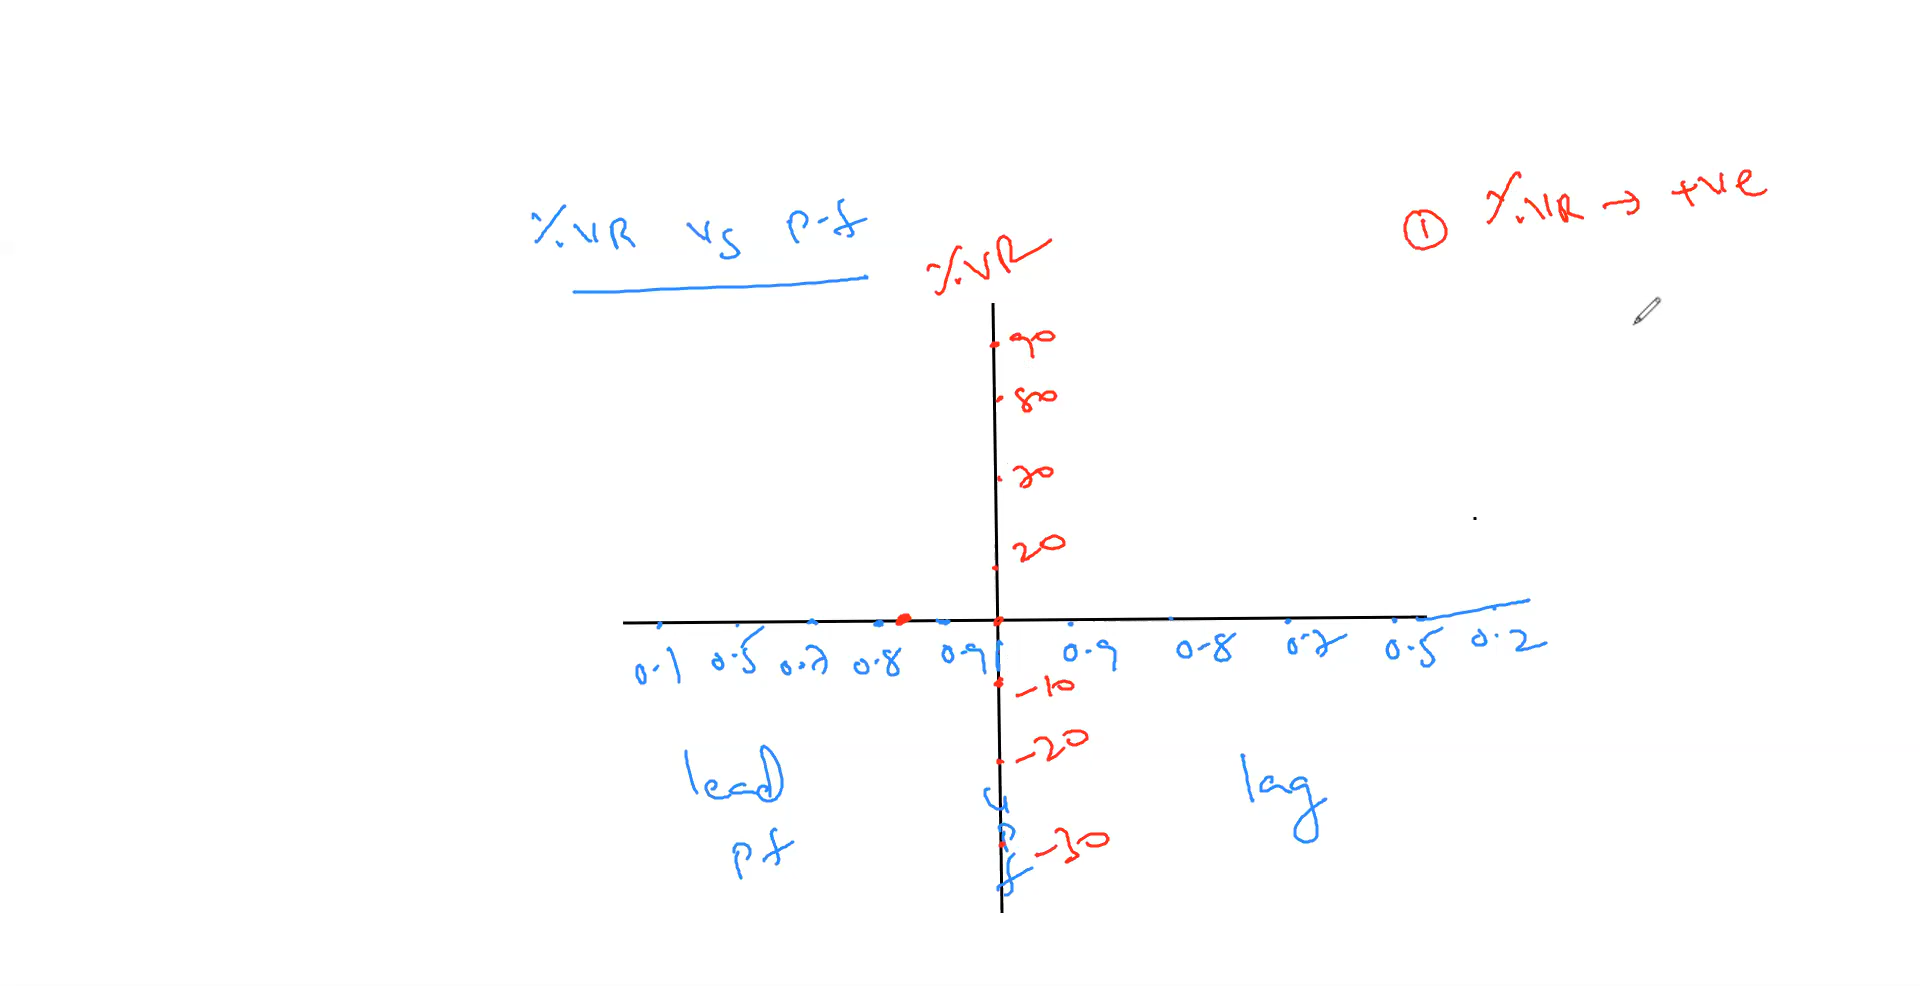 ① %VR → +ve
%VR vs p-f
%VR
90
80
30
20
0.1 0.5 0.7 0.8 0.9 1 0.9 0.8 0.7 0.5 0.2
-10
-20
lead
pf
lag
U
P
f
-30